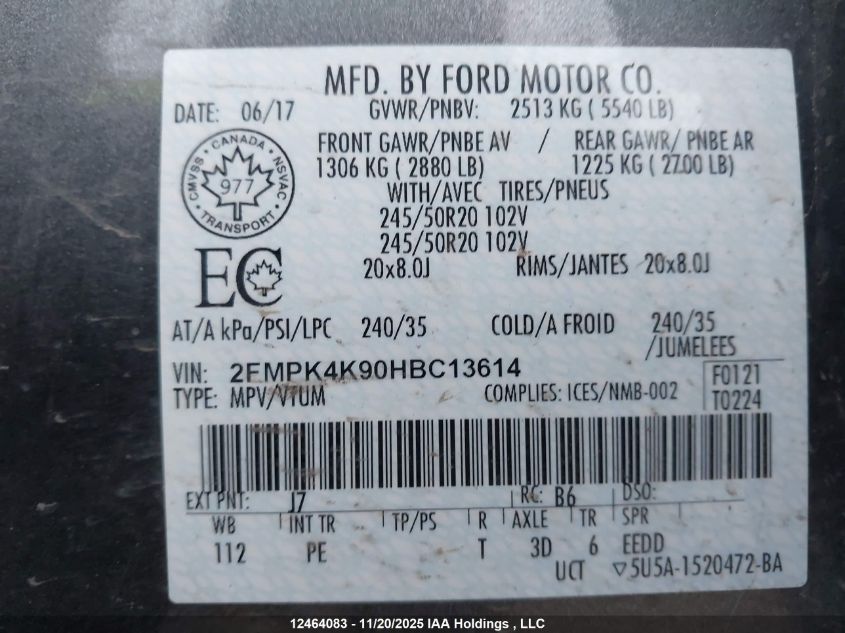 MFD. BY FORD MOTOR CO.
DATE: 06/17 GVWR/PNBV: 2513 KG ( 5540 LB)
FRONT GAWR/PNBE AV / REAR GAWR/ PNBE AR
1306 KG ( 2880 LB) 1225 KG ( 2700 LB)
WITH/AVEC TIRES/PNEUS
245/50R20 102V
245/50R20 102V
20x8.0J RIMS/JANTES 20x8.0J
CMVSS · CANADA · NSVAC
977
TRANSPORT
EC
AT/A kPa/PSI/LPC 240/35 COLD/A FROID 240/35
/JUMELEES
VIN: 2FMPK4K90HBC13614
TYPE: MPV/VTUM COMPLIES: ICES/NMB-002
F0121
T0224
EXT PNT: J7 RC: B6 DSO:
WB INT TR TP/PS R AXLE TR SPR
112 PE T 3D 6 EEDD
UCT ▽5U5A-1520472-BA
12464083 - 11/20/2025 IAA Holdings , LLC